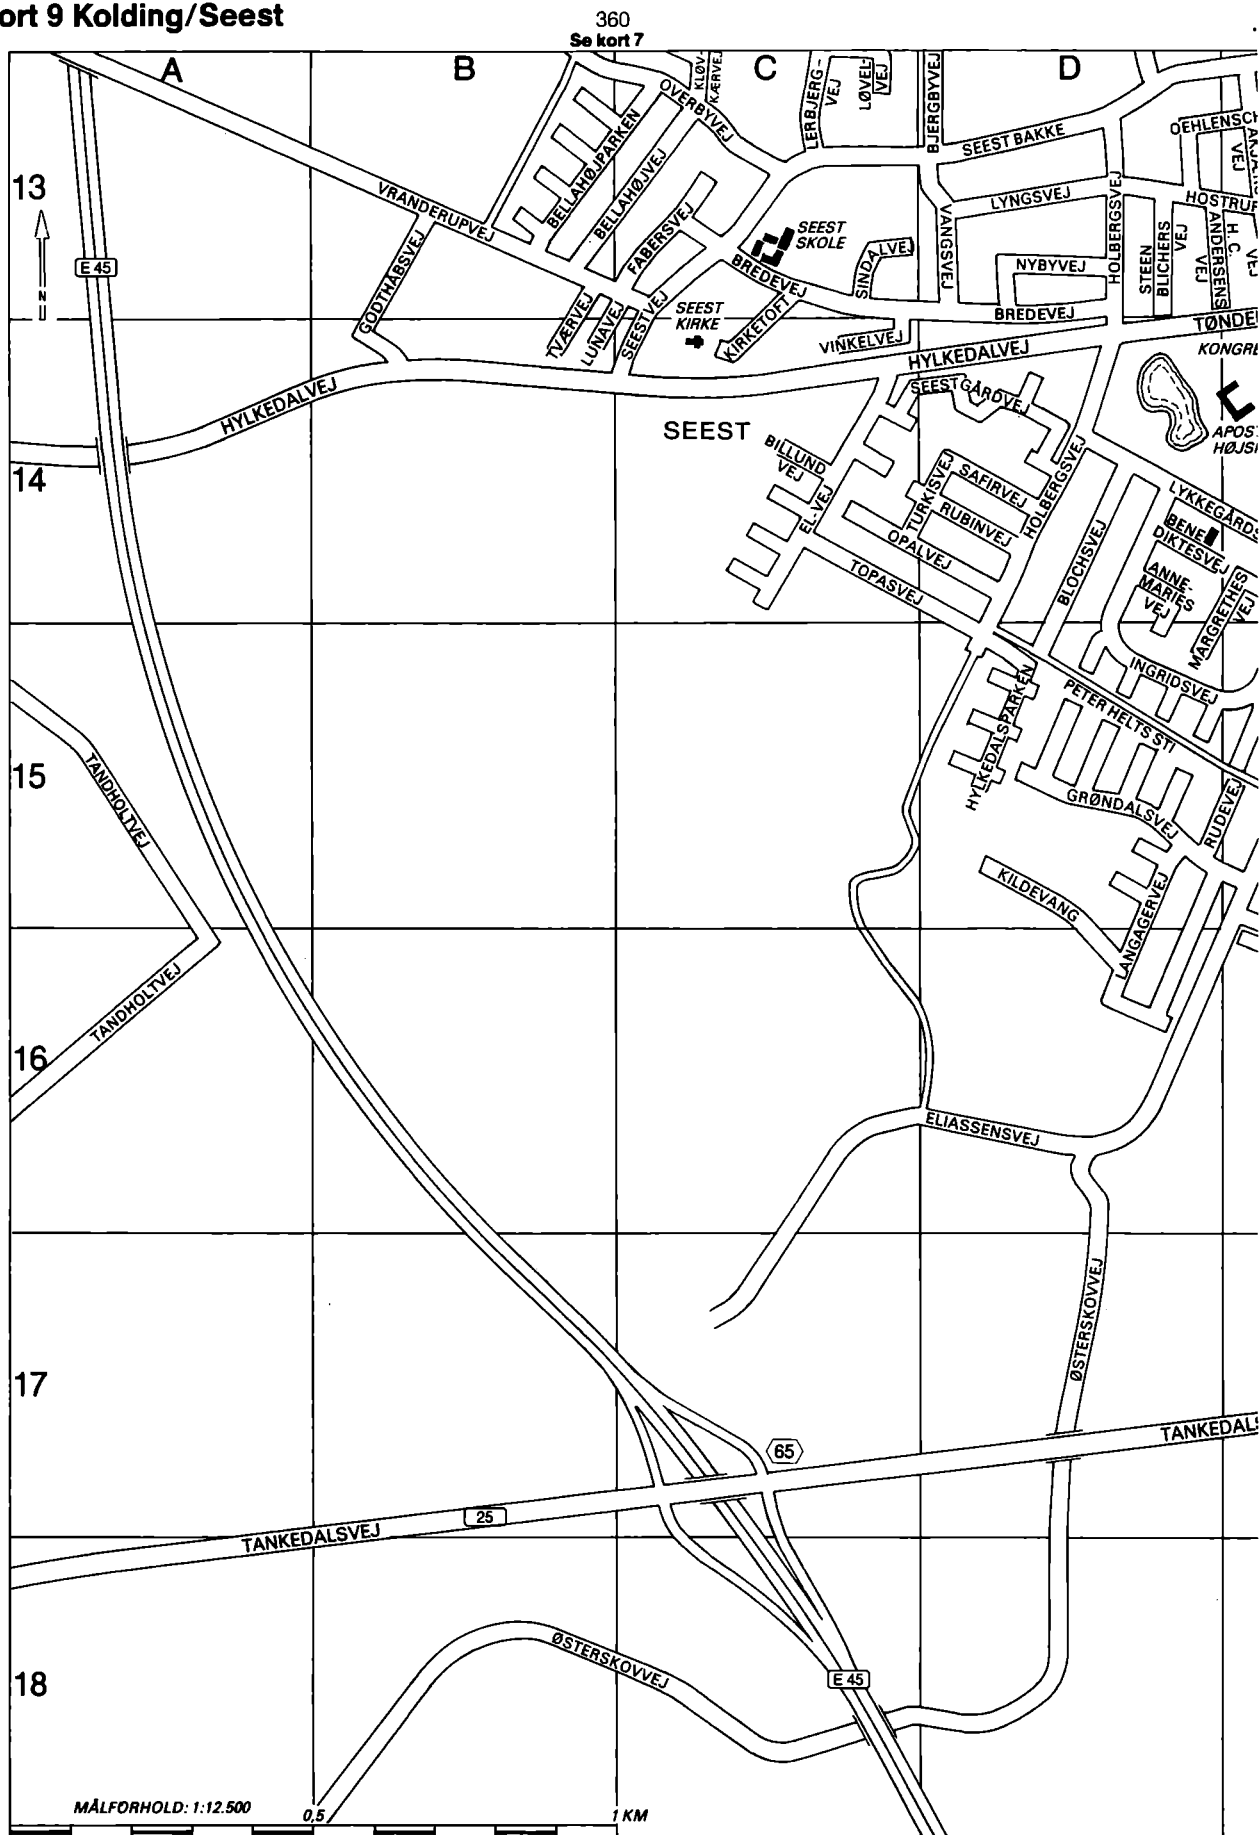 ort 9 Kolding/Seest
360
Se kort 7
A
B
C
D
KLØV-
KÆRVEJ
OVERBYVEJ
LERBJERG-
VEJ
LØVEL-
VEJ
BJERGBYVEJ
SEEST BAKKE
OEHLENSCH
VEJ
13
BELLAHØJPARKEN
BELLAHØJVEJ
FABERSVEJ
VRANDERUPVEJ
GODTHÅBSVEJ
E 45
N
SEEST
SKOLE
BREDEVEJ
SINDALVEJ
VANGSVEJ
LYNGSVEJ
HOLBERGSVEJ
NYBYVEJ
STEEN
BLICHERS
VEJ
HOSTRUP
VEJ
H. C.
ANDERSENS
VEJ
BREDEVEJ
TØNDE
TVÆRVEJ
LUNAVEJ
SEESTVEJ
SEEST
KIRKE
KIRKETOFT
VINKELVEJ
HYLKEDALVEJ
KONGRE
HYLKEDALVEJ
SEESTGÅRDVEJ
SEEST
APOST
HØJSK
14
BILLUND
VEJ
EL-VEJ
TURKISVEJ
SAFIRVEJ
RUBINVEJ
OPALVEJ
TOPASVEJ
HOLBERGSVEJ
BLOCHSVEJ
LYKKEGÅRDS
BENE
DIKTESVEJ
ANNE-
MARIES
VEJ
MARGRETHES
VEJ
INGRIDSVEJ
PETER HELTS STI
HYLKEDALSPARKEN
15
TANDHOLTVEJ
GRØNDALSVEJ
RUDEVEJ
KILDEVANG
LANGAGERVEJ
TANDHOLTVEJ
16
ELIASSENSVEJ
ØSTERSKOVVEJ
17
65
TANKEDALS
25
TANKEDALSVEJ
ØSTERSKOVVEJ
E 45
18
MÅLFORHOLD: 1:12.500
0,5
1 KM